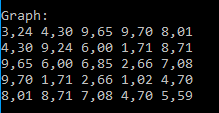 Graph:
3,24 4,30 9,65 9,70 8,01
4,30 9,24 6,00 1,71 8,71
9,65 6,00 6,85 2,66 7,08
9,70 1,71 2,66 1,02 4,70
8,01 8,71 7,08 4,70 5,59